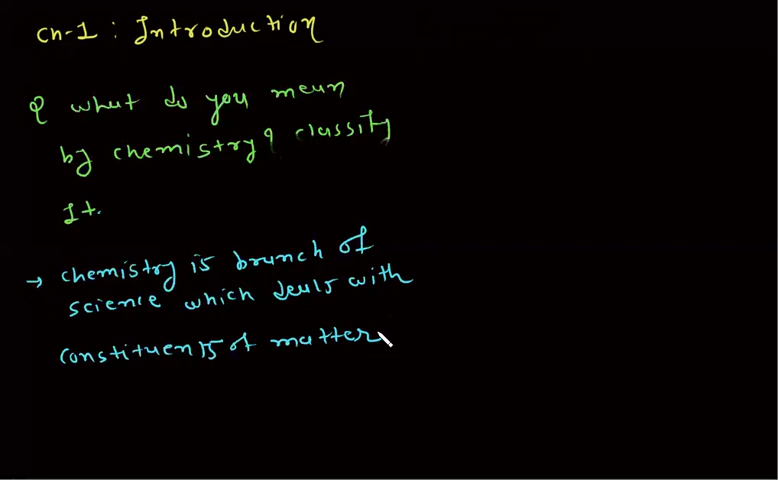 Ch-1 : Introduction
Q what do you mean
by chemistry? classify
It.
→ chemistry is branch of
science which deals with
constituents of matter